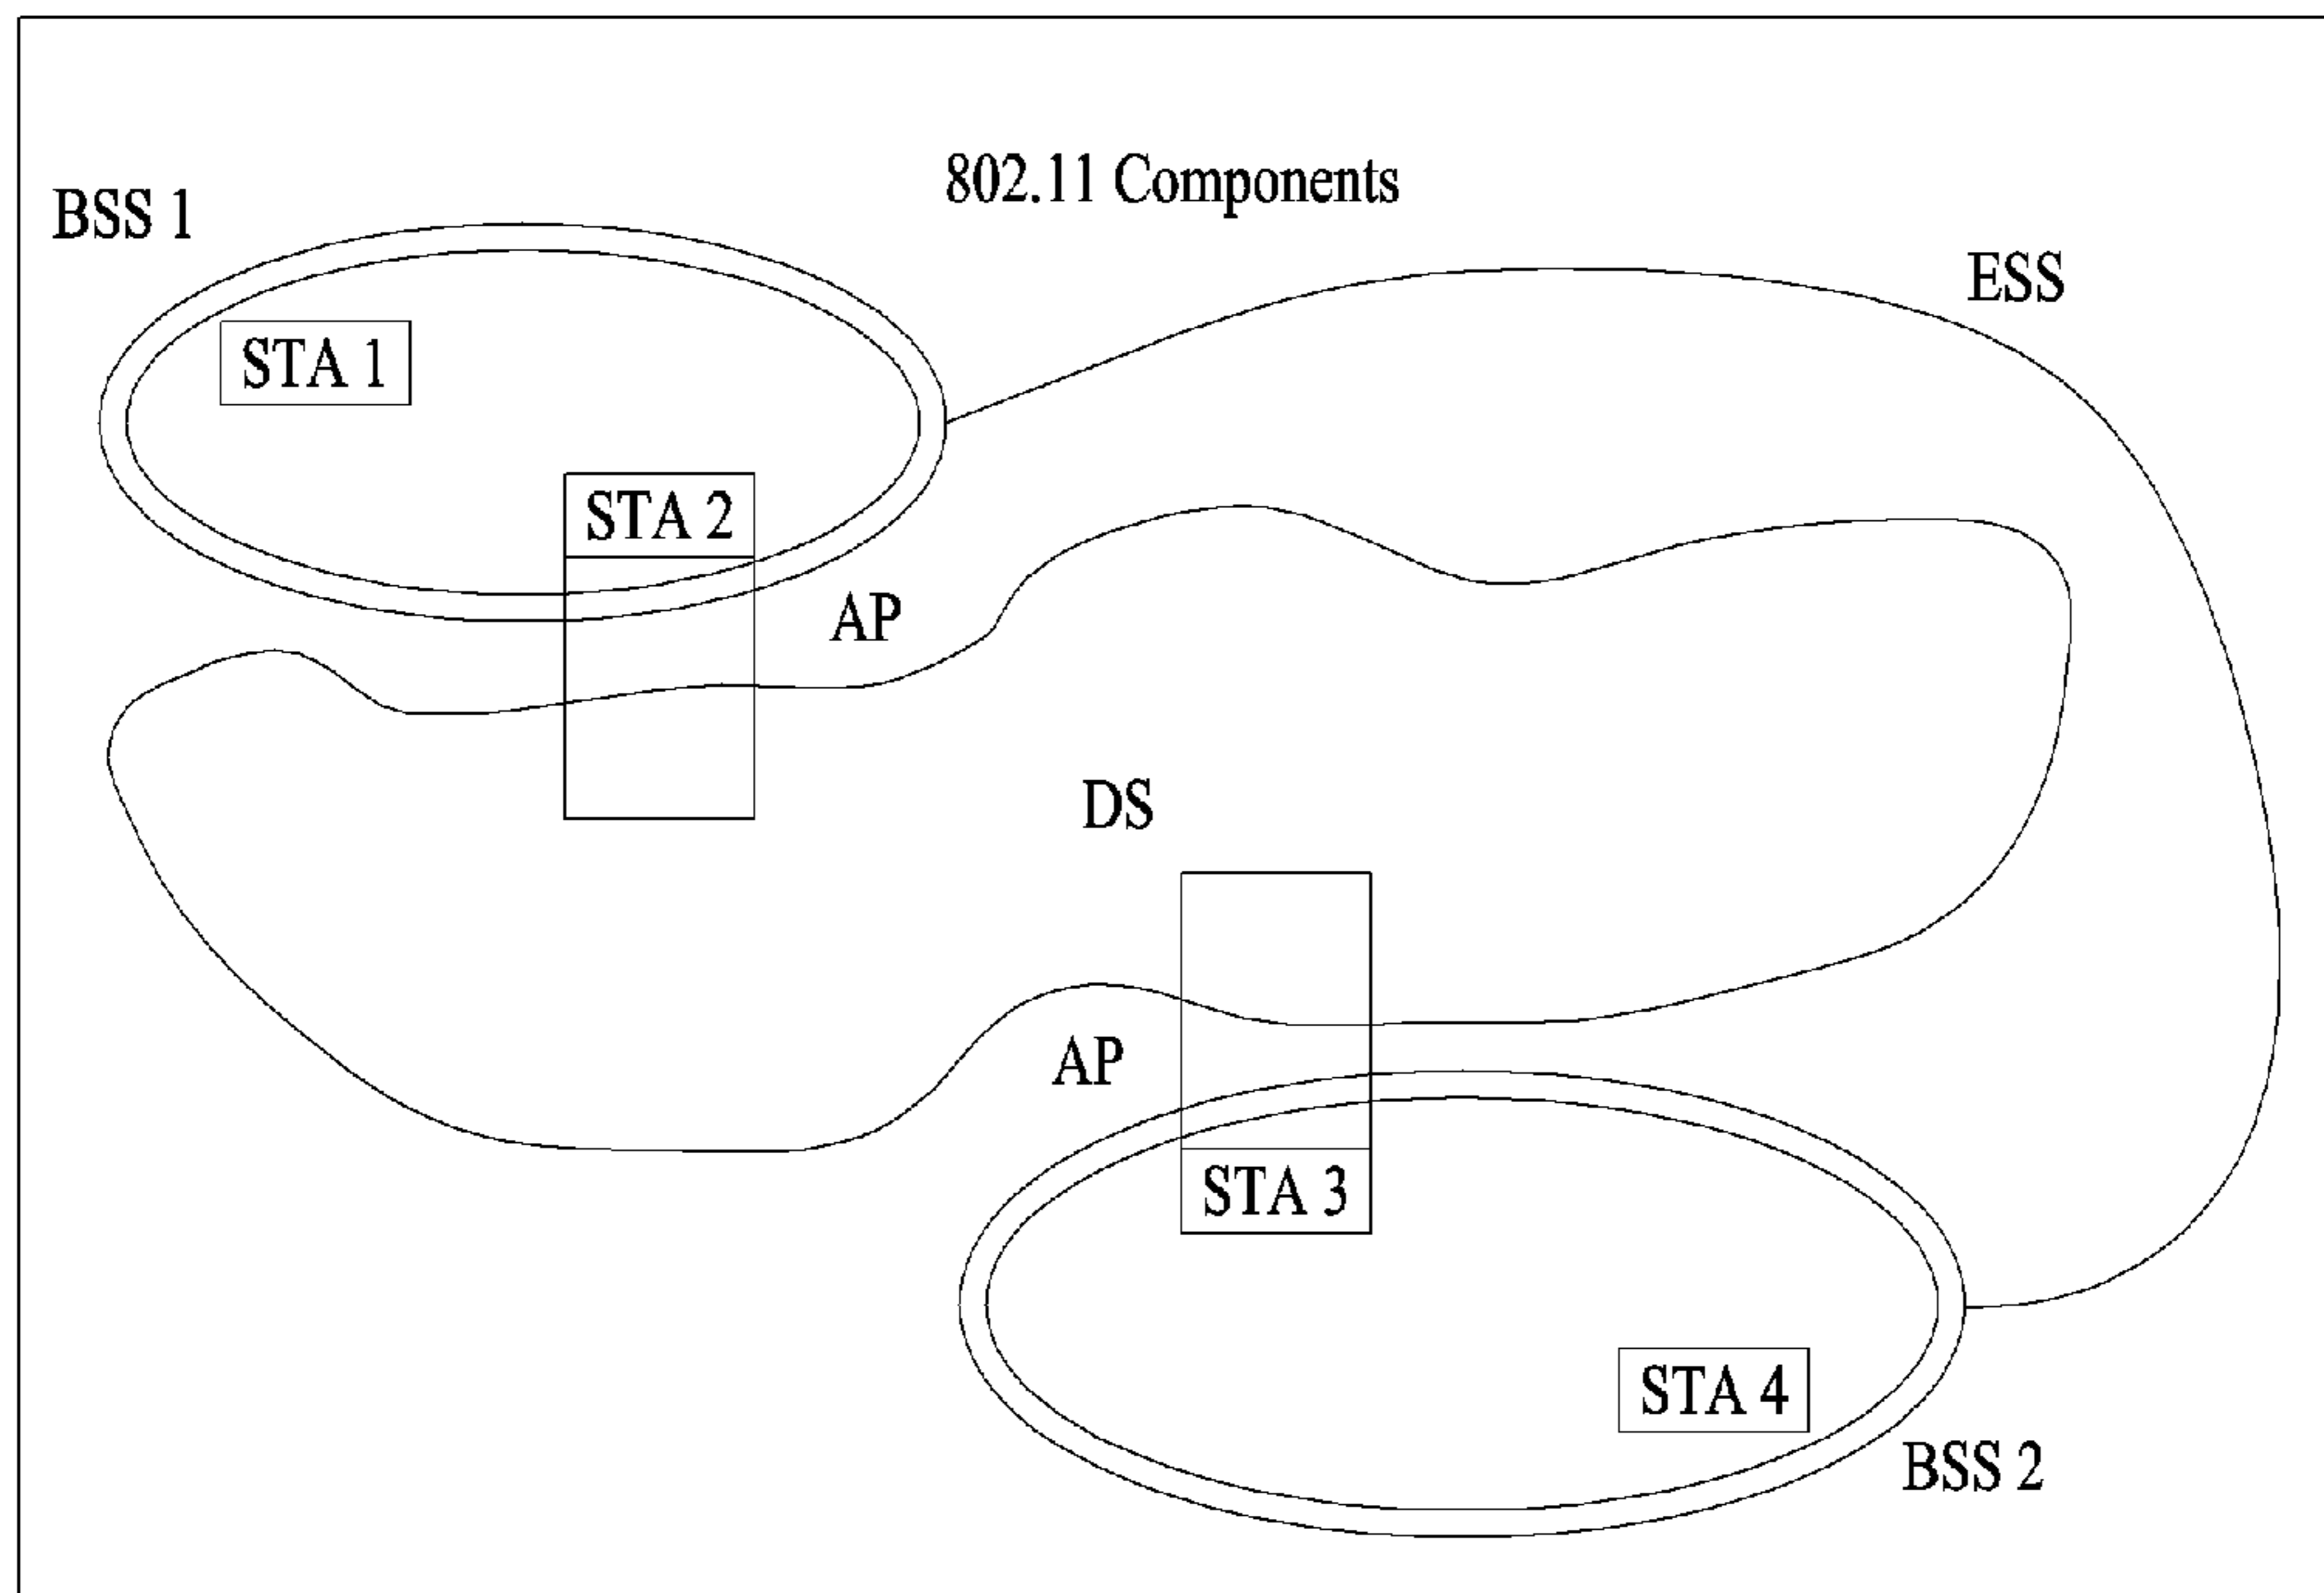 802.11 Components
BSS 1
ESS
STA 1
STA 2
AP
DS
AP
STA 3
STA 4
BSS 2